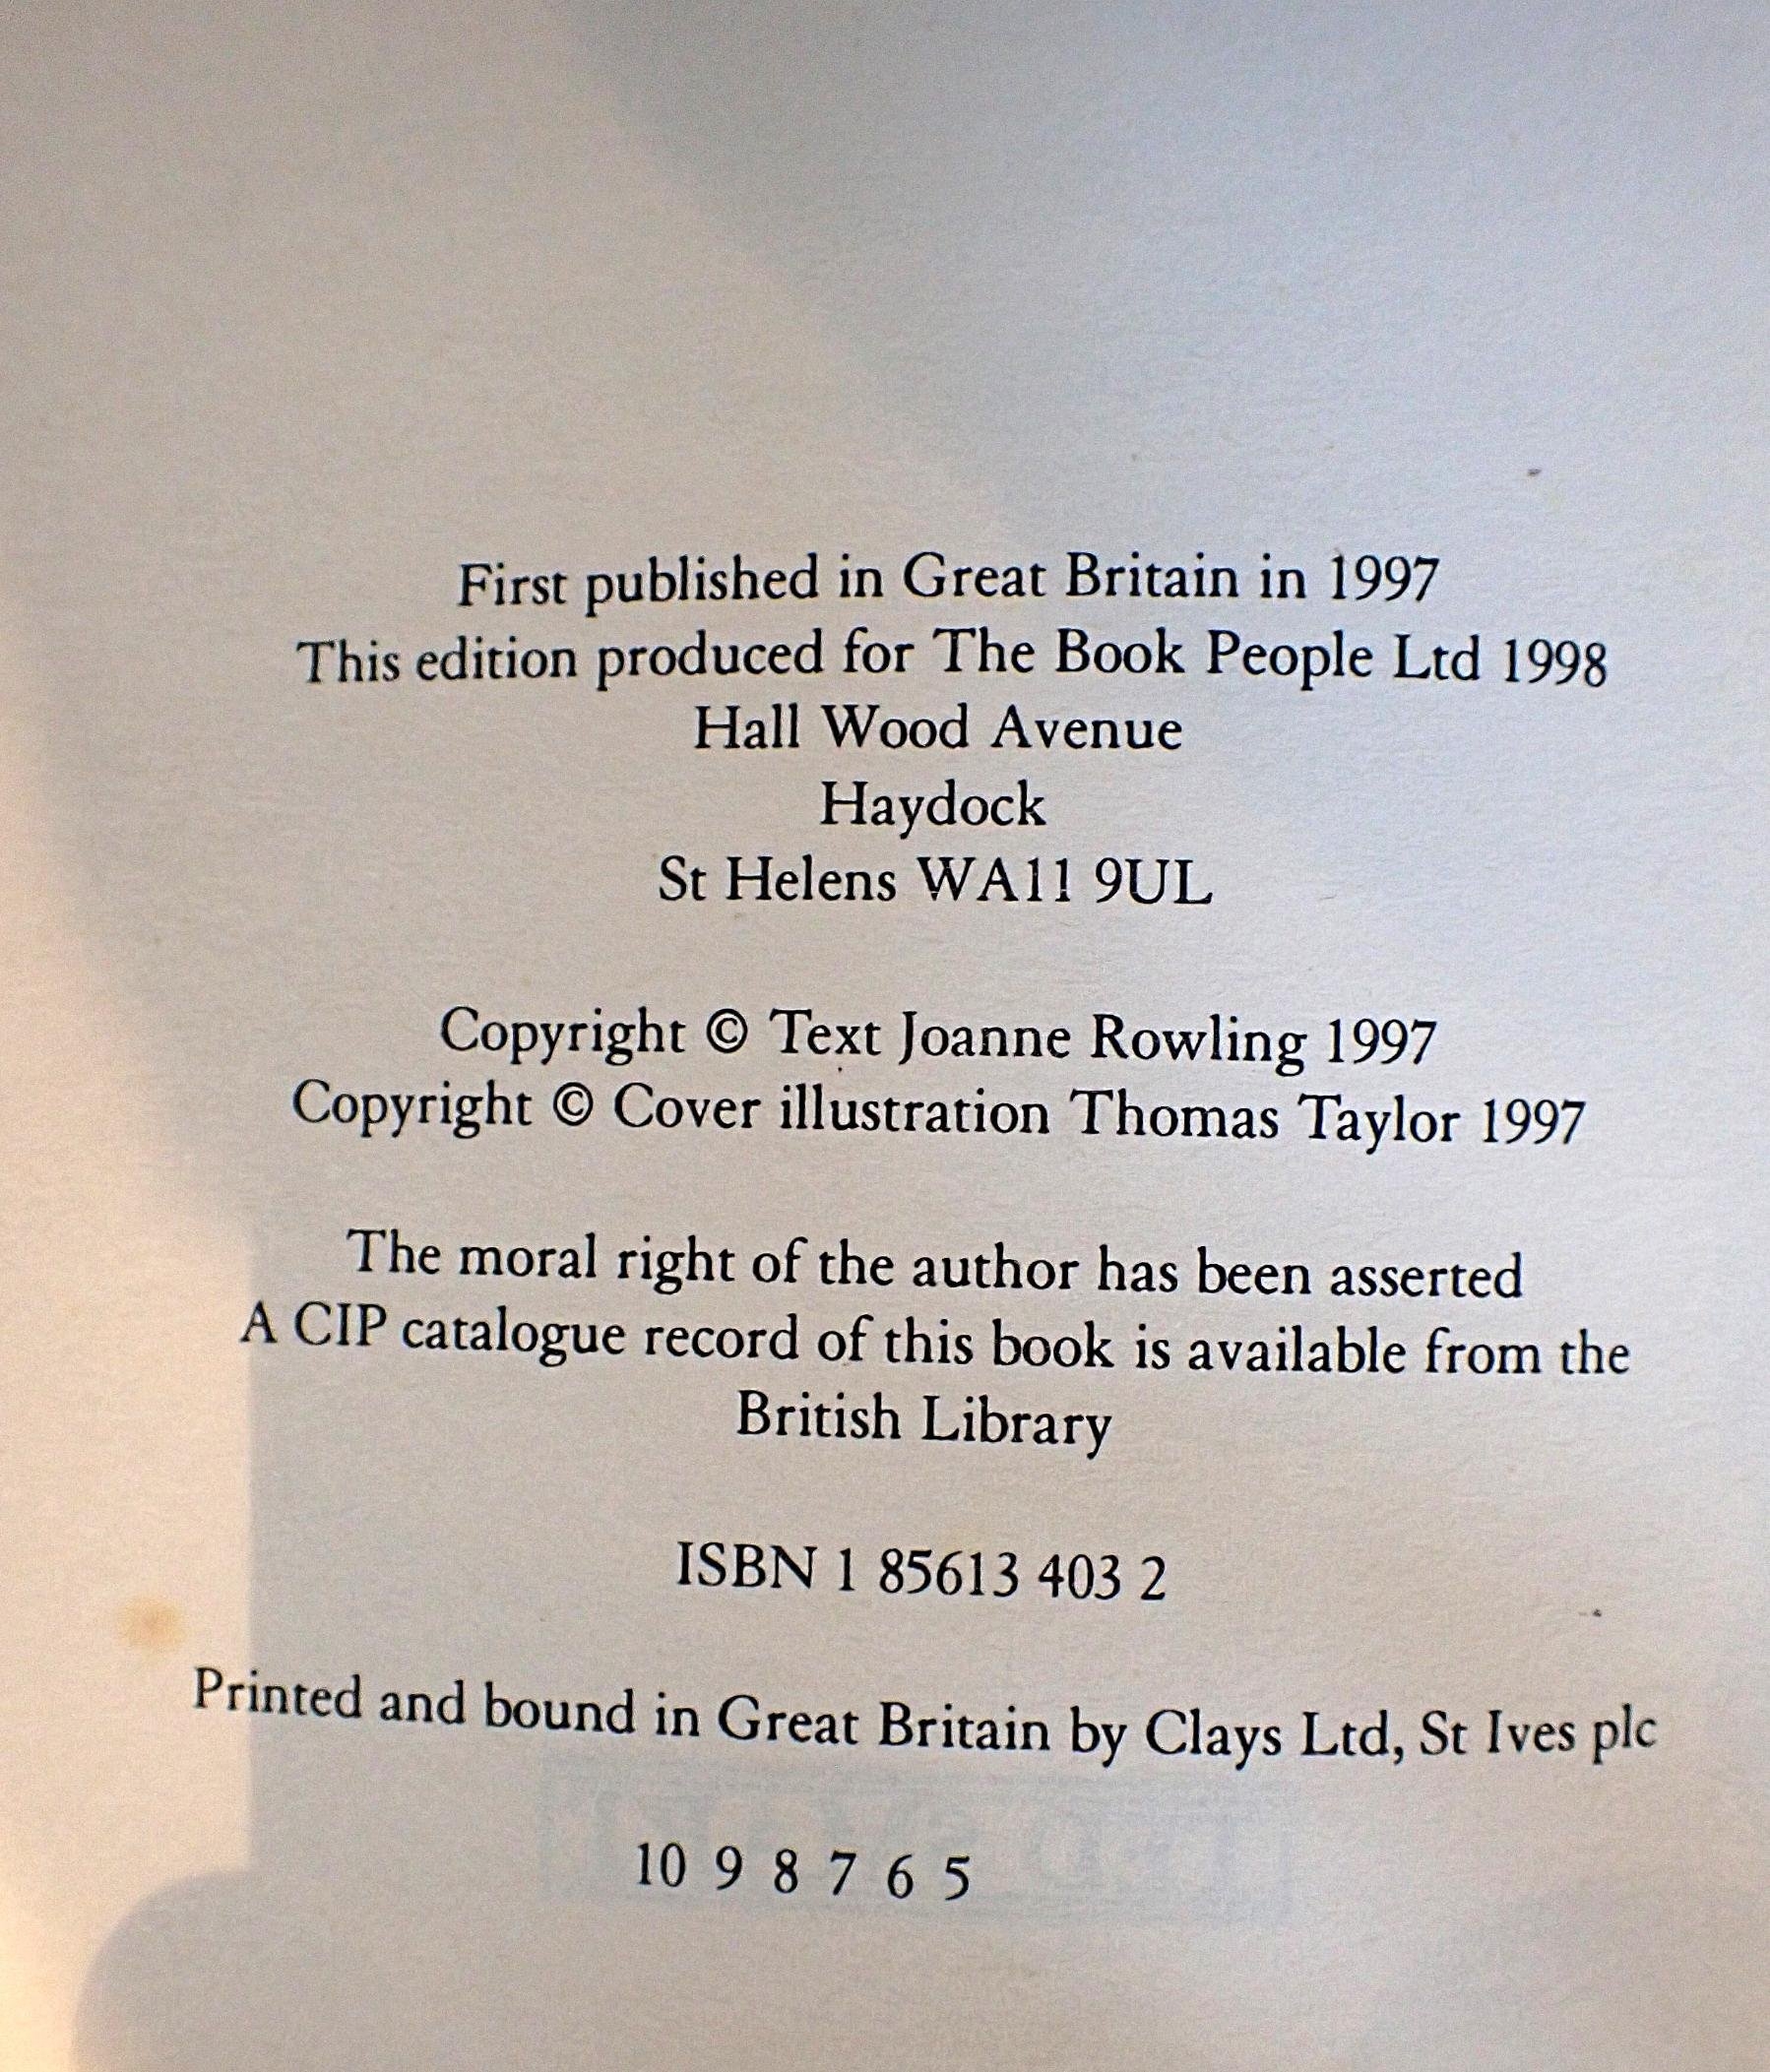 First published in Great Britain in 1997
This edition produced for The Book People Ltd 1998
Hall Wood Avenue
Haydock
St Helens WA11 9UL
Copyright © Text Joanne Rowling 1997
Copyright © Cover illustration Thomas Taylor 1997
The moral right of the author has been asserted
A CIP catalogue record of this book is available from the
British Library
ISBN 1 85613 403 2
Printed and bound in Great Britain by Clays Ltd, St Ives plc
10 9 8 7 6 5